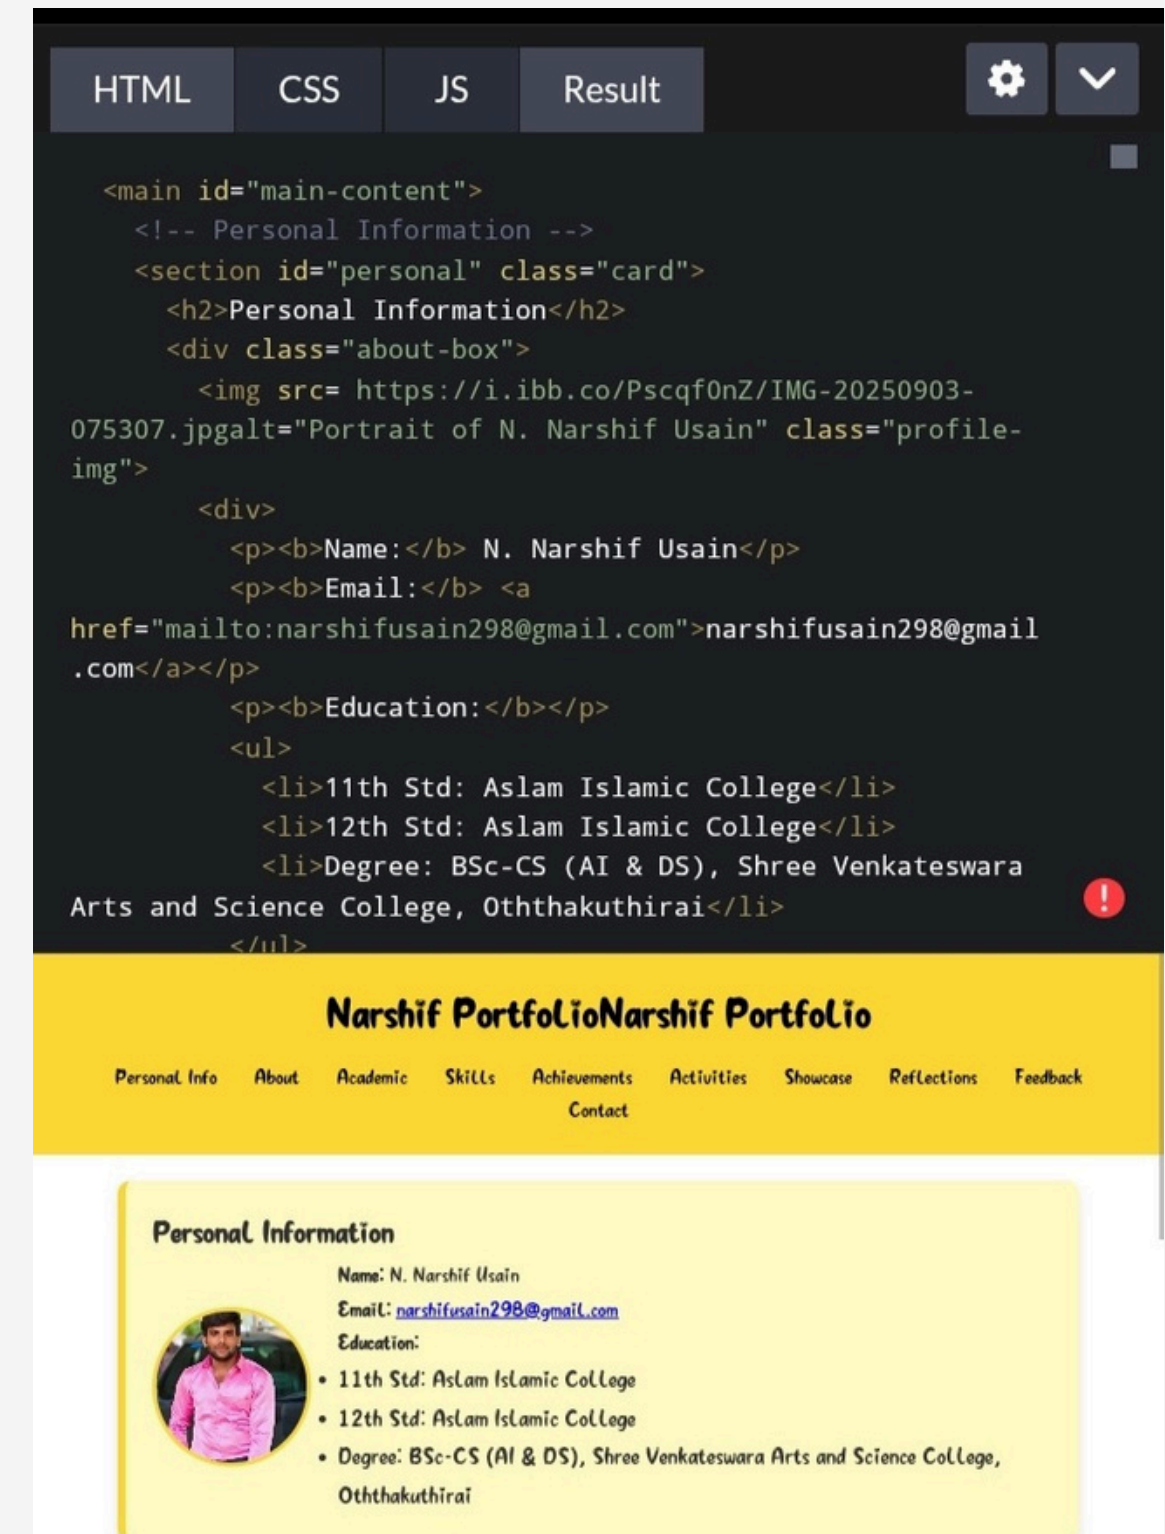 HTML CSS JS Result
<main id="main-content">
<!-- Personal Information -->
<section id="personal" class="card">
<h2>Personal Information</h2>
<div class="about-box">
<img src= https://i.ibb.co/Pscqf0nZ/IMG-20250903-
075307.jpgalt="Portrait of N. Narshif Usain" class="profile-
img">
<div>
<p><b>Name:</b> N. Narshif Usain</p>
<p><b>Email:</b> <a
href="mailto:narshifusain298@gmail.com">narshifusain298@gmail
.com</a></p>
<p><b>Education:</b></p>
<ul>
<li>11th Std: Aslam Islamic College</li>
<li>12th Std: Aslam Islamic College</li>
<li>Degree: BSc-CS (AI & DS), Shree Venkateswara
Arts and Science College, Oththakuthirai</li>
</ul>
Narshif PortfolioNarshif Portfolio
Personal Info About Academic Skills Achievements Activities Showcase Reflections Feedback
Contact
Personal Information
Name: N. Narshif Usain
Email: narshifusain298@gmail.com
Education:
• 11th Std: Aslam Islamic College
• 12th Std: Aslam Islamic College
• Degree: BSc-CS (AI & DS), Shree Venkateswara Arts and Science College,
Oththakuthirai